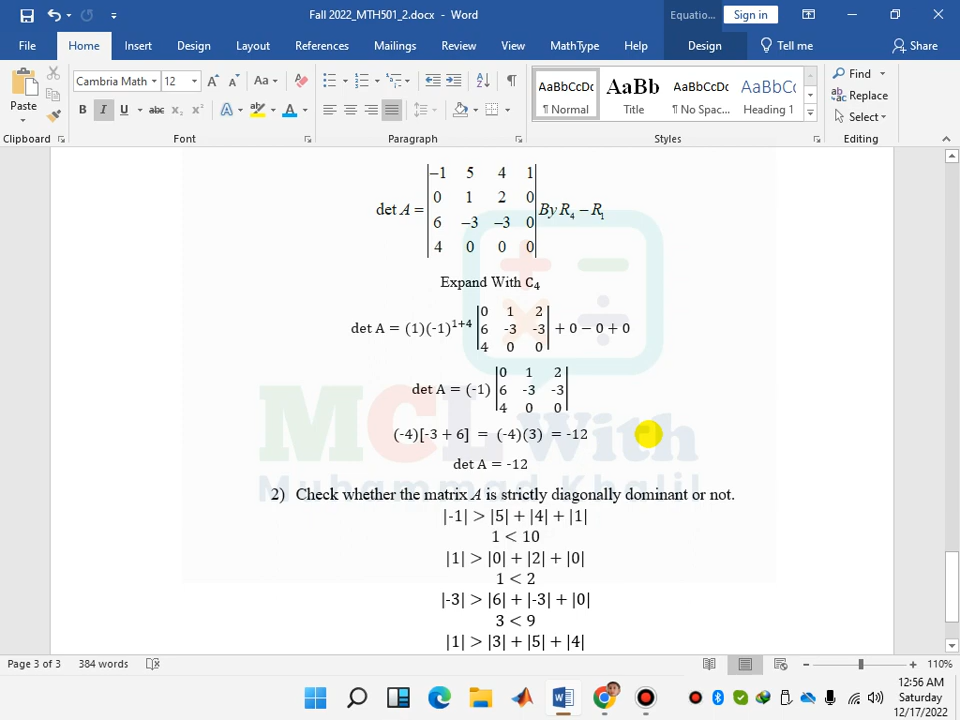 Fall 2022_MTH501_2.docx - Word
Equatio...
Sign in
File Home Insert Design Layout References Mailings Review View MathType Help Design Tell me Share
Paste
Cambria Math 12
Aa
B I U abc x₂ x² A A
Find
Replace
Select
AaBbCcDc AaBb AaBbCcDc AaBbCc
¶ Normal Title ¶ No Spac... Heading 1
Clipboard Font Paragraph Styles Editing
det A = |−1 5 4 1|
|0 1 2 0|
|6 −3 −3 0|
|4 0 0 0| By R₄ − R₁
Expand With C₄
det A = (1)(-1)¹⁺⁴ |0 1 2|
|6 -3 -3|
|4 0 0| + 0 − 0 + 0
det A = (-1) |0 1 2|
|6 -3 -3|
|4 0 0|
(-4)[-3 + 6] = (-4)(3) = -12
det A = -12
MCL With
Muhammad Khalil
2) Check whether the matrix A is strictly diagonally dominant or not.
|-1| > |5| + |4| + |1|
1 < 10
|1| > |0| + |2| + |0|
1 < 2
|-3| > |6| + |-3| + |0|
3 < 9
|1| > |3| + |5| + |4|
Page 3 of 3 384 words 110%
12:56 AM
Saturday
12/17/2022